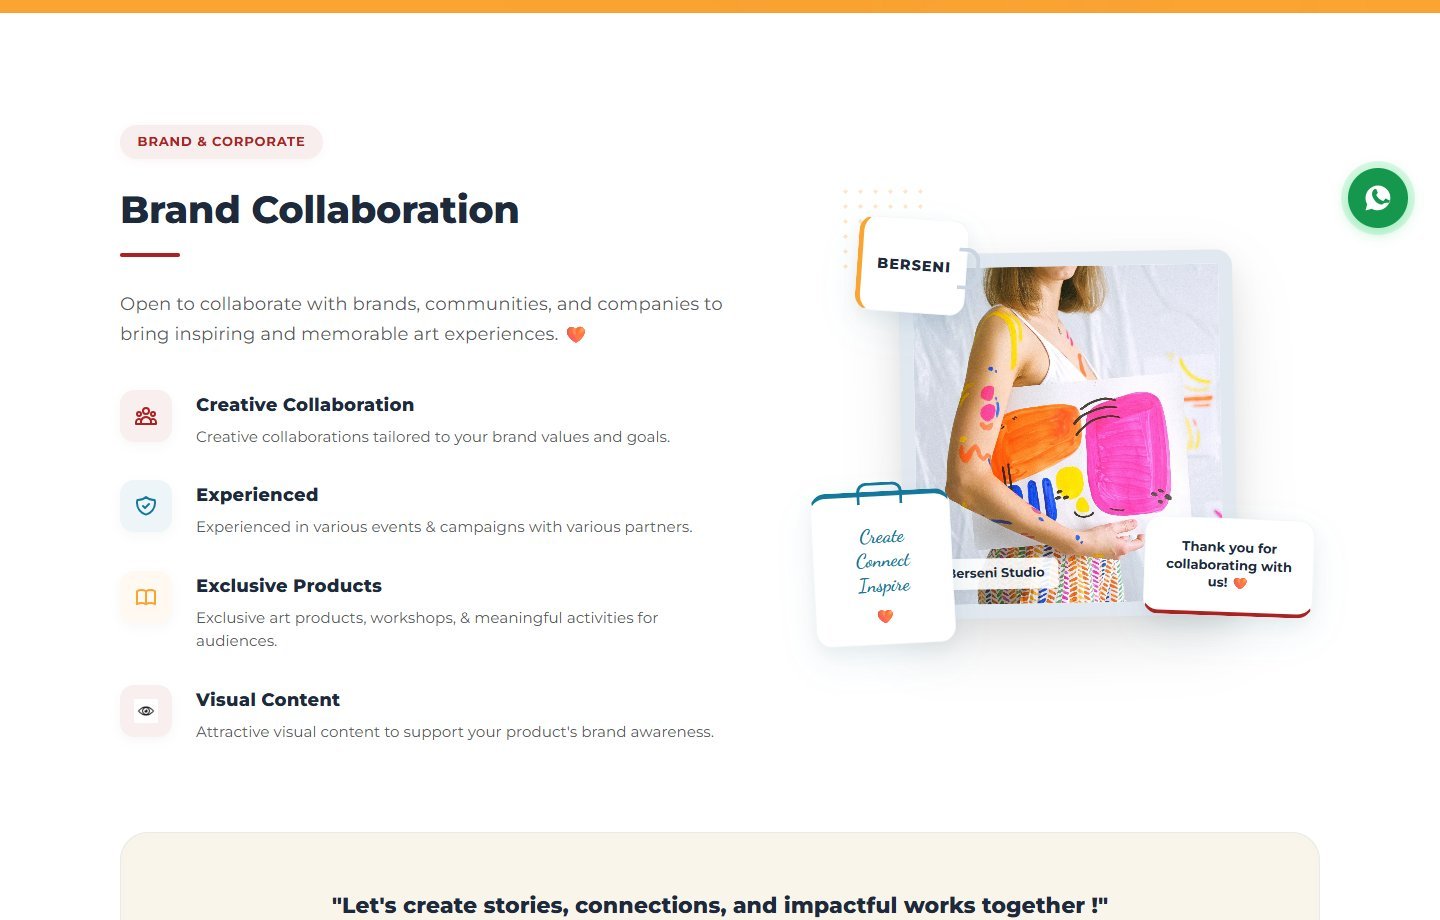 BRAND & CORPORATE
Brand Collaboration
Open to collaborate with brands, communities, and companies to
bring inspiring and memorable art experiences.
Creative Collaboration
Creative collaborations tailored to your brand values and goals.
Experienced
Experienced in various events & campaigns with various partners.
Exclusive Products
Exclusive art products, workshops, & meaningful activities for
audiences.
Visual Content
Attractive visual content to support your product's brand awareness.
BERSENI
Create
Connect
Inspire
Berseni Studio
Thank you for
collaborating with
us!
"Let's create stories, connections, and impactful works together !"